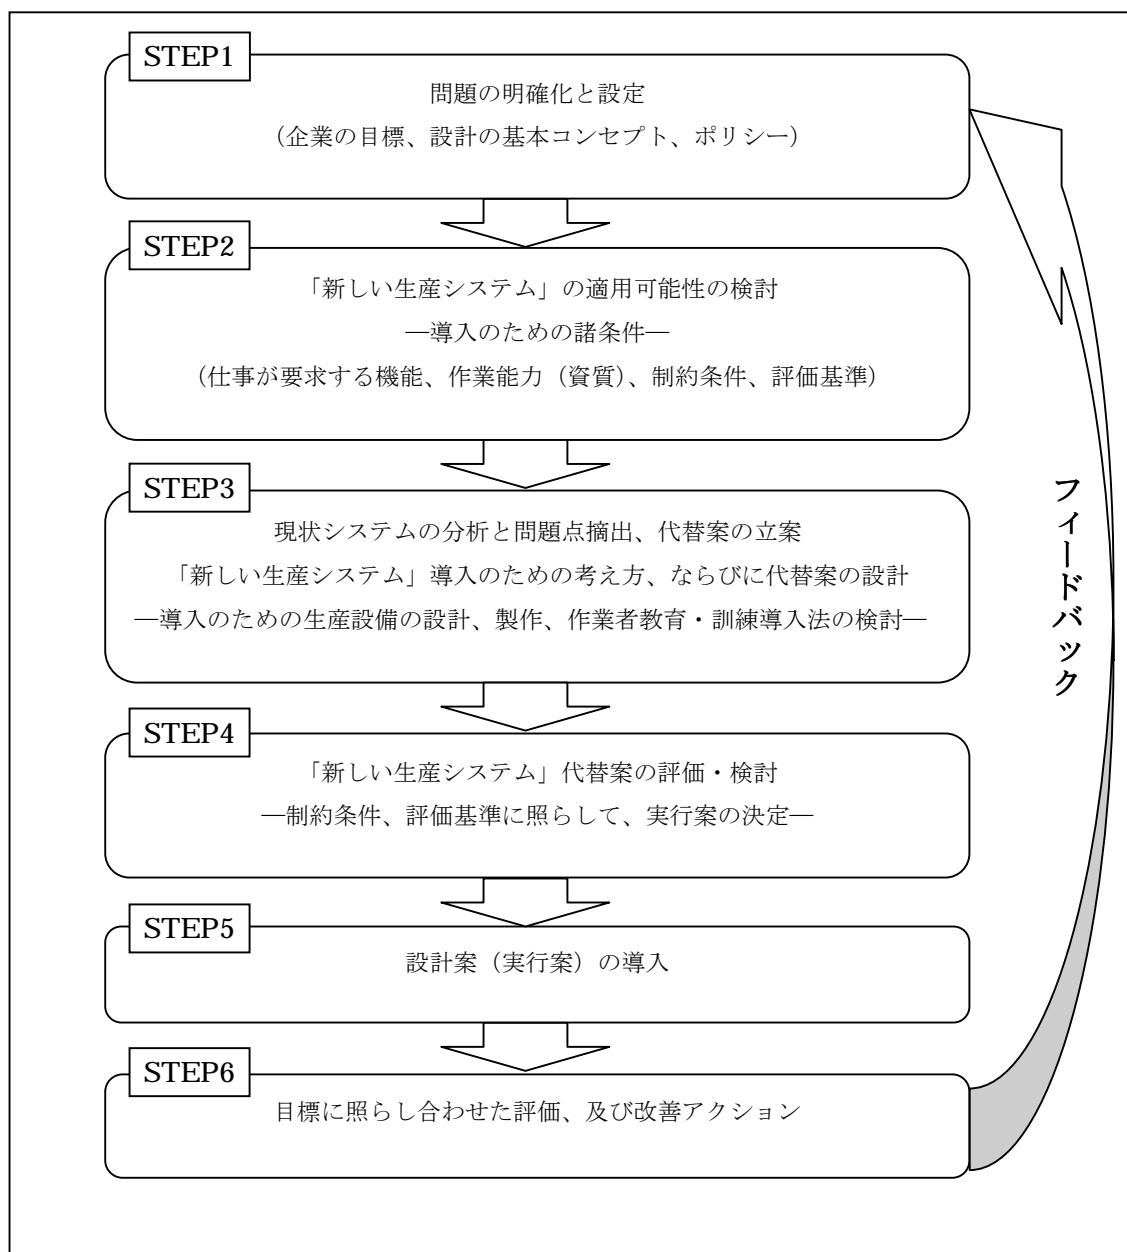 STEP1
問題の明確化と設定
（企業の目標、設計の基本コンセプト、ポリシー）
STEP2
「新しい生産システム」の適用可能性の検討
―導入のための諸条件―
（仕事が要求する機能、作業能力（資質）、制約条件、評価基準）
STEP3
現状システムの分析と問題点摘出、代替案の立案
「新しい生産システム」導入のための考え方、ならびに代替案の設計
―導入のための生産設備の設計、製作、作業者教育・訓練導入法の検討―
STEP4
「新しい生産システム」代替案の評価・検討
―制約条件、評価基準に照らして、実行案の決定―
STEP5
設計案（実行案）の導入
STEP6
目標に照らし合わせた評価、及び改善アクション
フィードバック